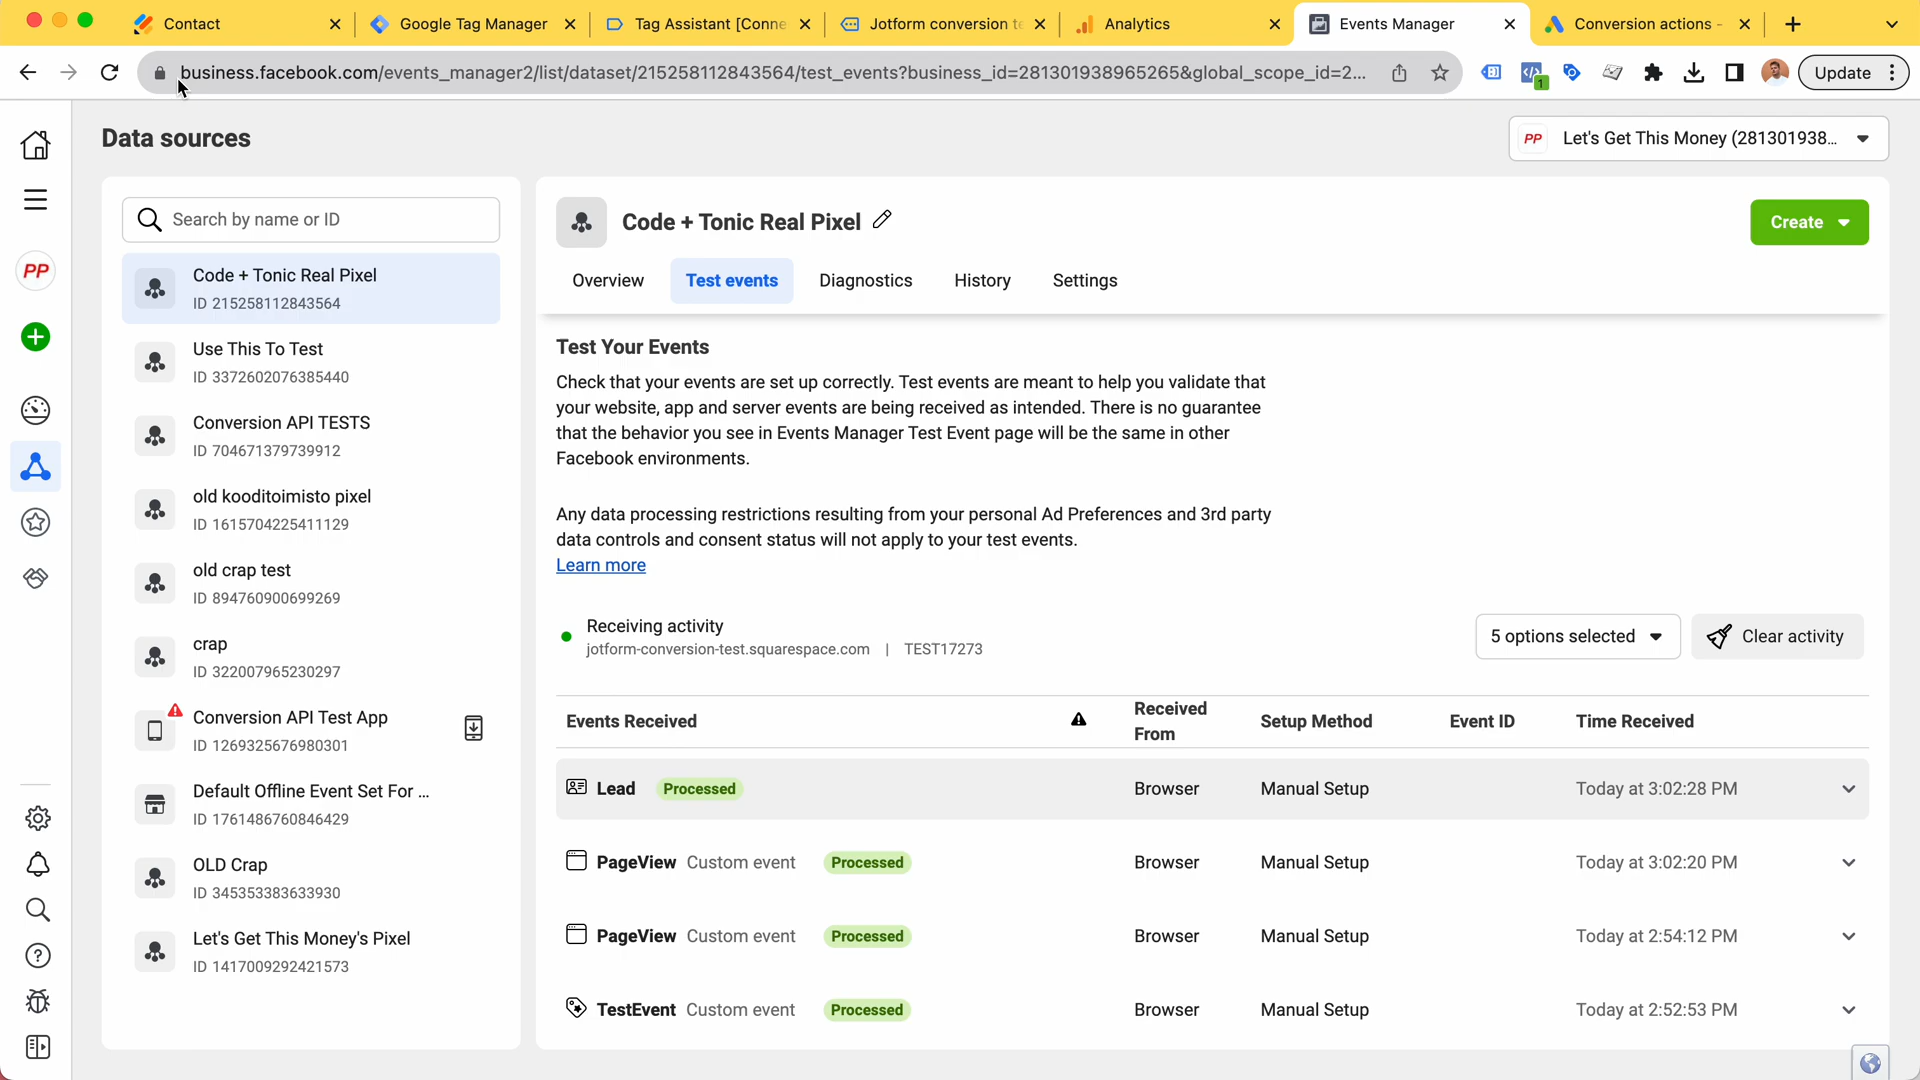 Contact
Google Tag Manager
Tag Assistant [Conne
Jotform conversion te
Analytics
Events Manager
Conversion actions -
business.facebook.com/events_manager2/list/dataset/215258112843564/test_events?business_id=281301938965265&global_scope_id=2...
1
Update
Data sources
PP
Let's Get This Money (281301938...
PP
Search by name or ID
Code + Tonic Real Pixel
ID 215258112843564
Use This To Test
ID 3372602076385440
Conversion API TESTS
ID 704671379739912
old kooditoimisto pixel
ID 1615704225411129
old crap test
ID 894760900699269
crap
ID 322007965230297
Conversion API Test App
ID 1269325676980301
Default Offline Event Set For ...
ID 1761486760846429
OLD Crap
ID 345353383633930
Let's Get This Money's Pixel
ID 1417009292421573
Code + Tonic Real Pixel
Create
Overview
Test events
Diagnostics
History
Settings
Test Your Events
Check that your events are set up correctly. Test events are meant to help you validate that
your website, app and server events are being received as intended. There is no guarantee
that the behavior you see in Events Manager Test Event page will be the same in other
Facebook environments.
Any data processing restrictions resulting from your personal Ad Preferences and 3rd party
data controls and consent status will not apply to your test events.
Learn more
Receiving activity
jotform-conversion-test.squarespace.com | TEST17273
5 options selected
Clear activity
Events Received
Received
From
Setup Method
Event ID
Time Received
Lead Processed Browser Manual Setup Today at 3:02:28 PM
PageView Custom event Processed Browser Manual Setup Today at 3:02:20 PM
PageView Custom event Processed Browser Manual Setup Today at 2:54:12 PM
TestEvent Custom event Processed Browser Manual Setup Today at 2:52:53 PM